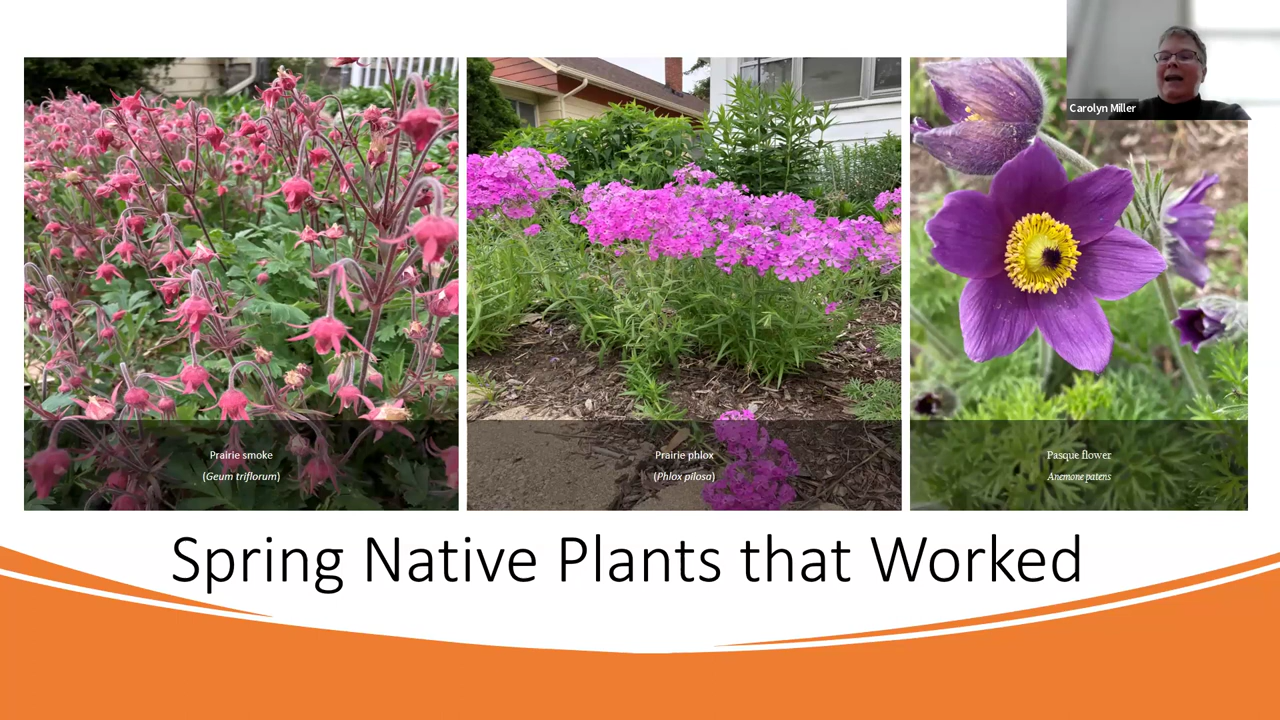 Carolyn Miller
Prairie smoke
(Geum triflorum)
Prairie phlox
(Phlox pilosa)
Pasque flower
Anemone patens
Spring Native Plants that Worked